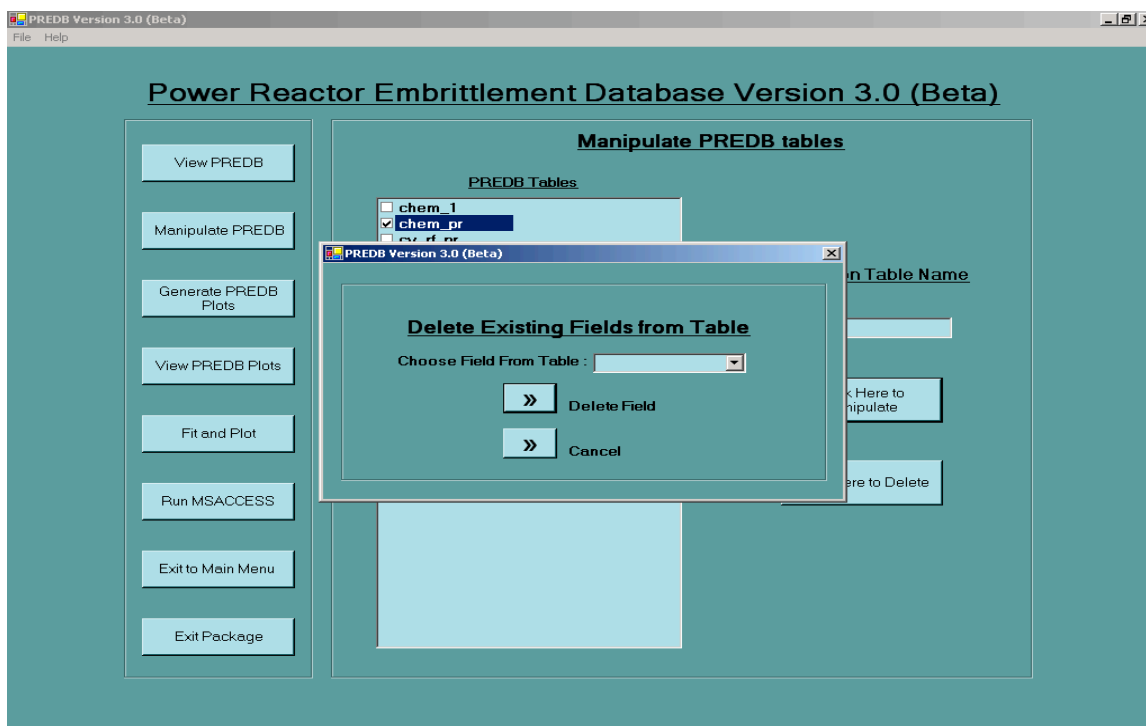 PREDB Version 3.0 (Beta)
File Help
Power Reactor Embrittlement Database Version 3.0 (Beta)
View PREDB
Manipulate PREDB
Generate PREDB
Plots
View PREDB Plots
Fit and Plot
Run MSACCESS
Exit to Main Menu
Exit Package
Manipulate PREDB tables
PREDB Tables
chem_1
chem_pr
PREDB Version 3.0 (Beta)
Delete Existing Fields from Table
Choose Field From Table :
»
Delete Field
»
Cancel
Table Name
Here to
ere to Delete